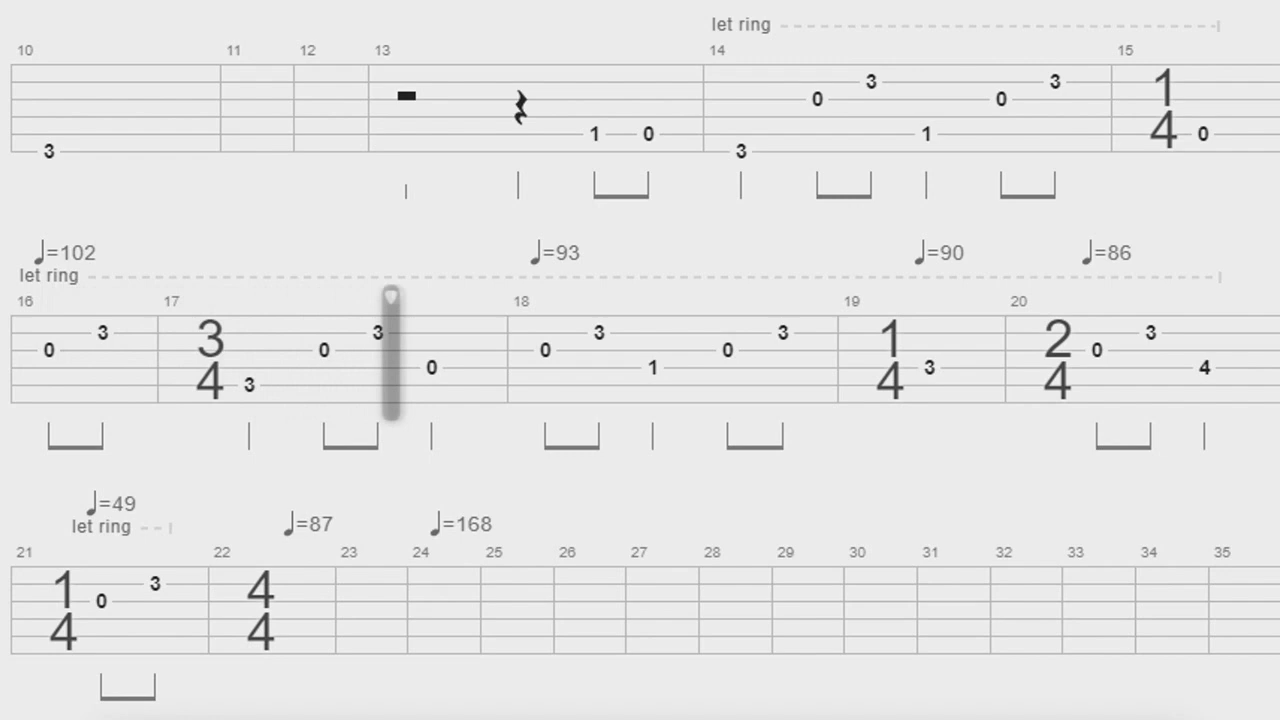 let ring
10 11 12 13 14 15
3 1 0 3 0 3 1 0 3 1/4 0
♩=102 ♩=93 ♩=90 ♩=86
let ring
16 17 18 19 20
0 3 3/4 3 0 3 0 0 3 1 0 3 1/4 3 2/4 0 3 4
♩=49 ♩=87 ♩=168
let ring
21 22 23 24 25 26 27 28 29 30 31 32 33 34 35
1/4 0 3 4/4